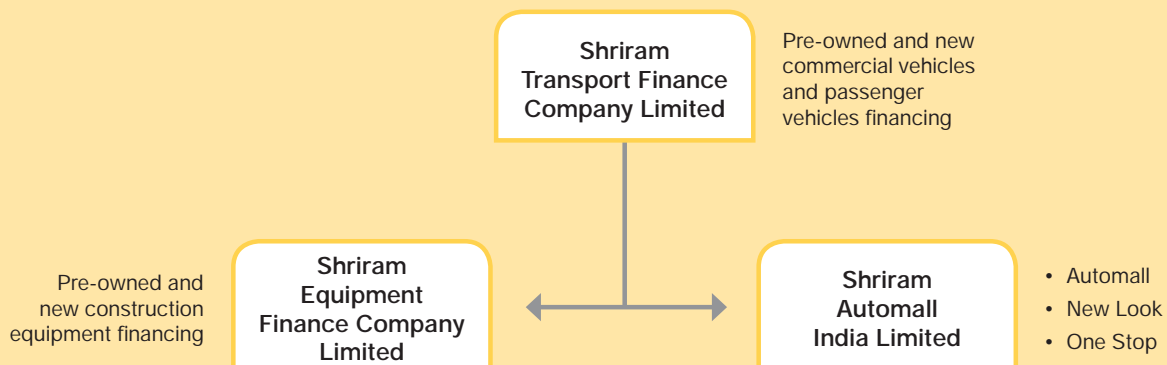 Shriram
Transport Finance
Company Limited
Pre-owned and new
commercial vehicles
and passenger
vehicles financing
Pre-owned and
new construction
equipment financing
Shriram
Equipment
Finance Company
Limited
Shriram
Automall
India Limited
• Automall
• New Look
• One Stop